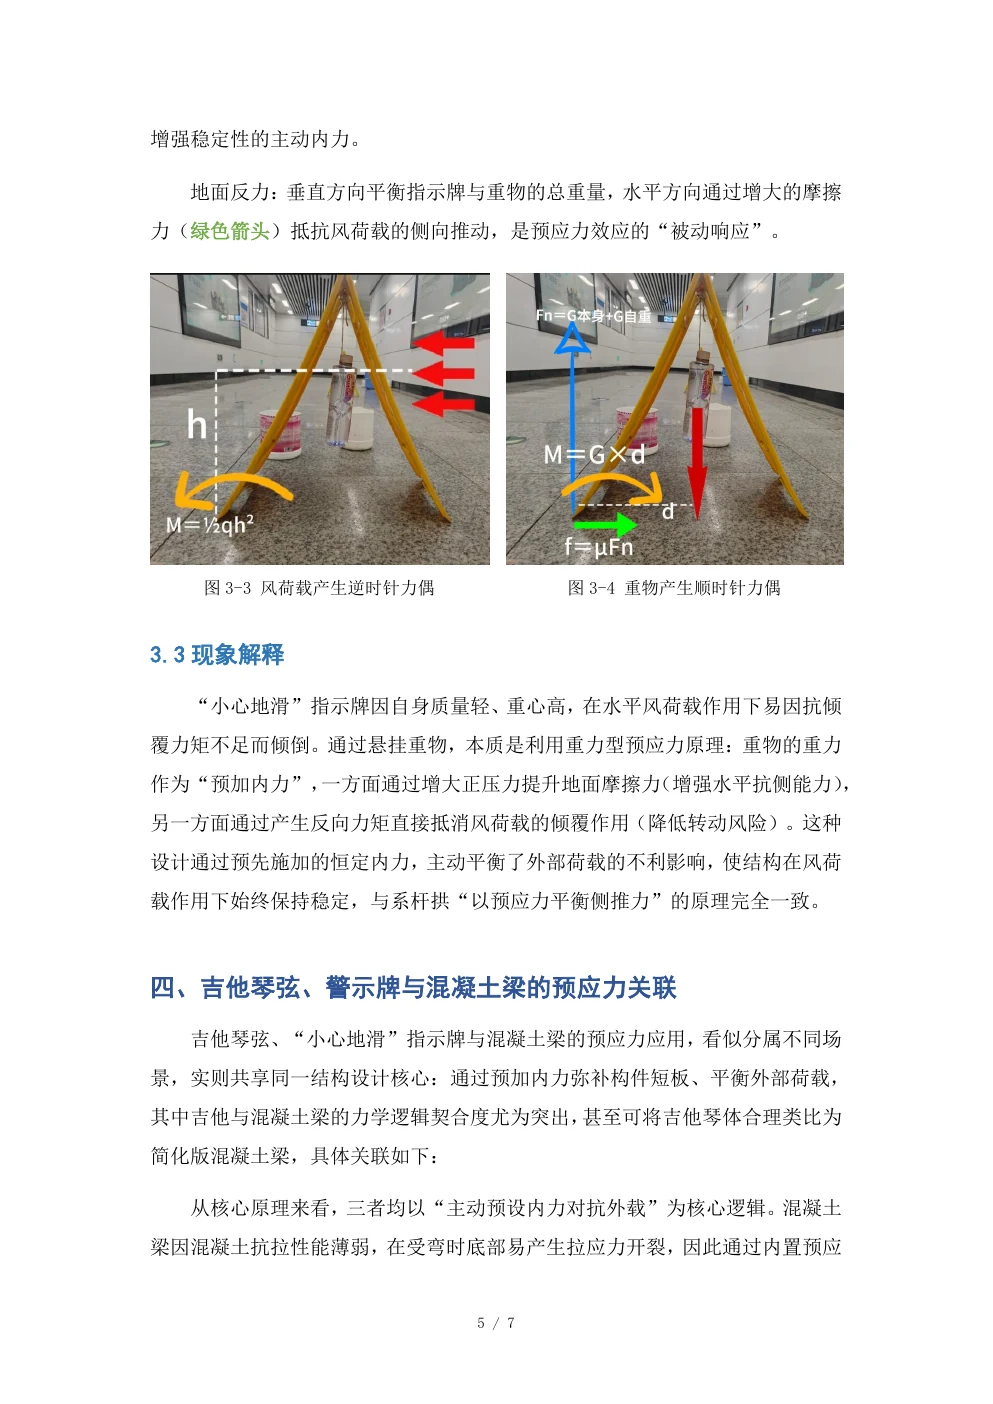 增强稳定性的主动内力。
地面反力：垂直方向平衡指示牌与重物的总重量，水平方向通过增大的摩擦
力（绿色箭头）抵抗风荷载的侧向推动，是预应力效应的“被动响应”。
h
M＝½qh²
Fn＝G本身+G自重
M＝G×d
d
f＝μFn
图 3-3 风荷载产生逆时针力偶
图 3-4 重物产生顺时针力偶
3.3 现象解释
“小心地滑”指示牌因自身质量轻、重心高，在水平风荷载作用下易因抗倾
覆力矩不足而倾倒。通过悬挂重物，本质是利用重力型预应力原理：重物的重力
作为“预加内力”，一方面通过增大正压力提升地面摩擦力（增强水平抗侧能力），
另一方面通过产生反向力矩直接抵消风荷载的倾覆作用（降低转动风险）。这种
设计通过预先施加的恒定内力，主动平衡了外部荷载的不利影响，使结构在风荷
载作用下始终保持稳定，与系杆拱“以预应力平衡侧推力”的原理完全一致。
四、吉他琴弦、警示牌与混凝土梁的预应力关联
吉他琴弦、“小心地滑”指示牌与混凝土梁的预应力应用，看似分属不同场
景，实则共享同一结构设计核心：通过预加内力弥补构件短板、平衡外部荷载，
其中吉他与混凝土梁的力学逻辑契合度尤为突出，甚至可将吉他琴体合理类比为
简化版混凝土梁，具体关联如下：
从核心原理来看，三者均以“主动预设内力对抗外载”为核心逻辑。混凝土
梁因混凝土抗拉性能薄弱，在受弯时底部易产生拉应力开裂，因此通过内置预应
5 / 7